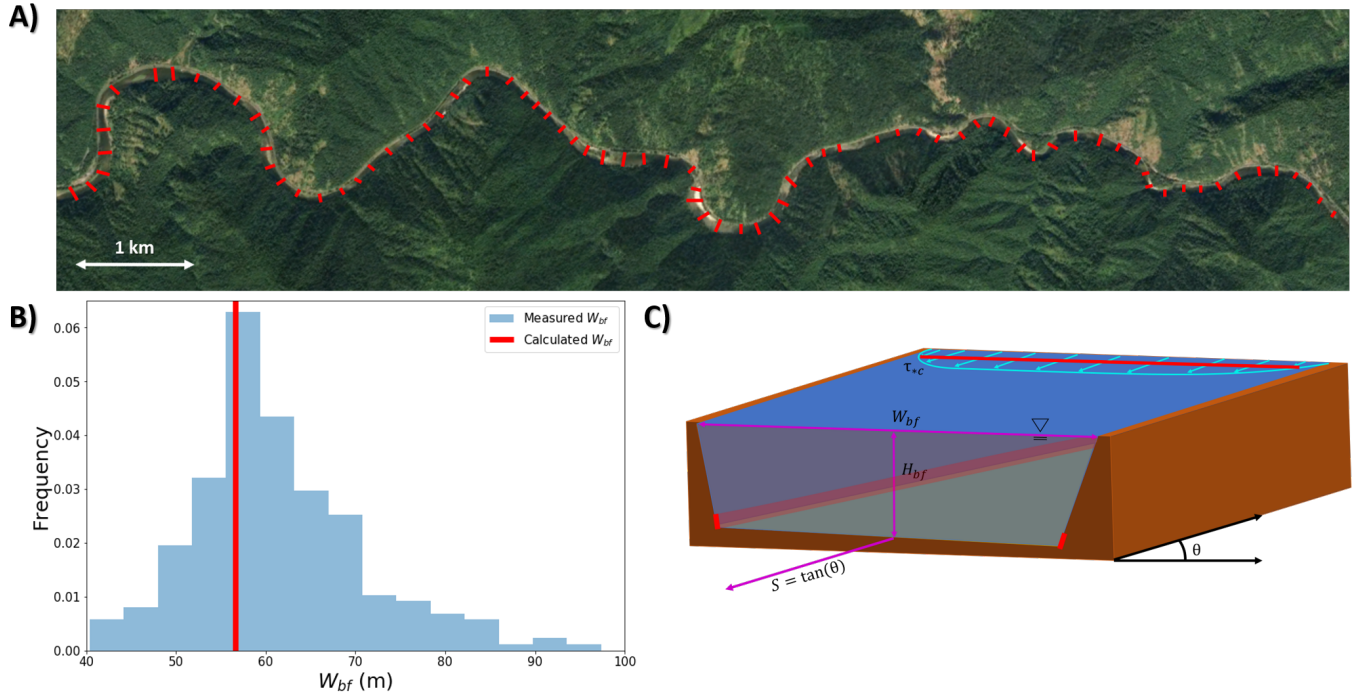 A)
1 km
B)
0.06
0.05
0.04
0.03
0.02
0.01
0.00
Frequency
40
50
60
70
80
90
100
W_bf (m)
Measured W_bf
Calculated W_bf
C)
τ_*c
W_bf
H_bf
S = tan(θ)
θ